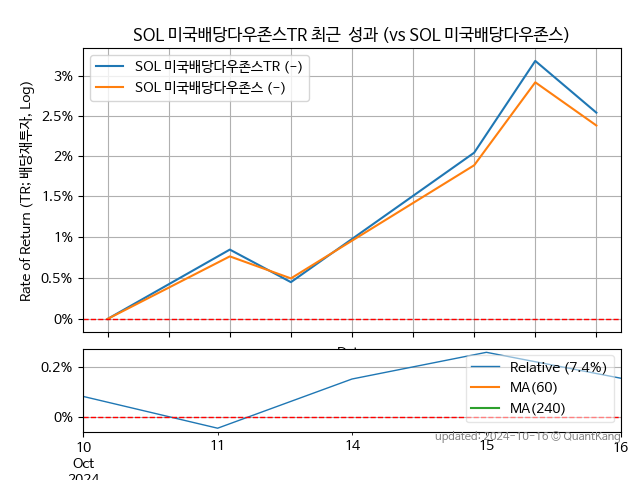 SOL 미국배당다우존스TR 최근 성과 (vs SOL 미국배당다우존스)
SOL 미국배당다우존스TR (-)
SOL 미국배당다우존스 (-)
Rate of Return (TR: 배당재투자, Log)
3%
2.5%
2%
1.5%
1%
0.5%
0%
Relative (7.4%)
MA(60)
MA(240)
0.2%
0%
updated: 2024-10-16 © QuantKang
10
11
14
15
16
Oct
2024